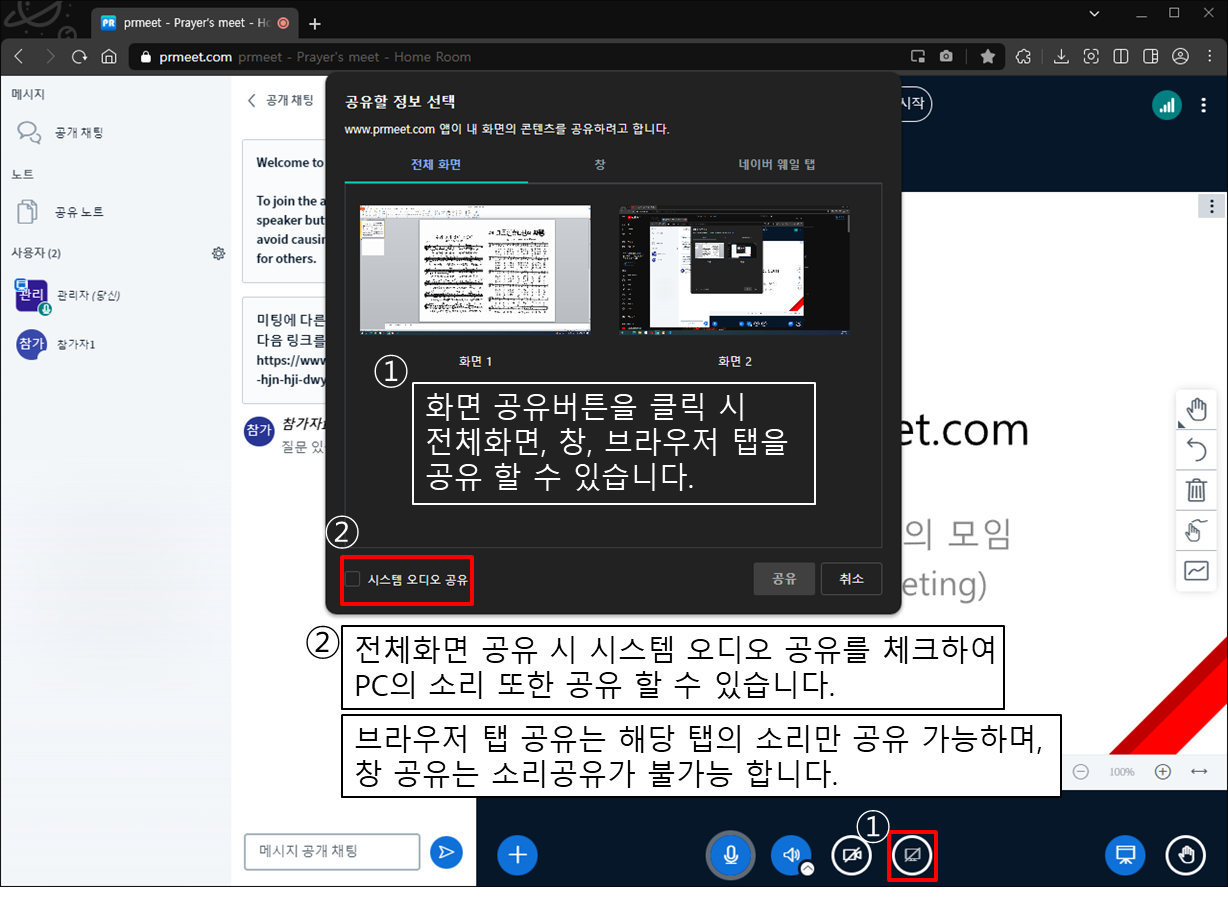 PR prmeet - Prayer's meet - Ho
prmeet.com prmeet - Prayer's meet - Home Room
메시지
공개 채팅
노트
공유 노트
사용자 (2)
관리 관리자 (당신)
참가 참가자1
공개 채팅
Welcome to
To join the a
speaker but
avoid causin
for others.
미팅에 다른
다음 링크를
https://www
-hjn-hji-dwy
참가 참가자1
질문 있
메시지 공개 채팅
시작
공유할 정보 선택
www.prmeet.com 앱이 내 화면의 콘텐츠를 공유하려고 합니다.
전체 화면 창 네이버 웨일 탭
화면 1 화면 2
①
화면 공유버튼을 클릭 시
전체화면, 창, 브라우저 탭을
공유 할 수 있습니다.
②
시스템 오디오 공유
공유 취소
et.com
의 모임
eting)
②
전체화면 공유 시 시스템 오디오 공유를 체크하여
PC의 소리 또한 공유 할 수 있습니다.
브라우저 탭 공유는 해당 탭의 소리만 공유 가능하며,
창 공유는 소리공유가 불가능 합니다.
100%
①